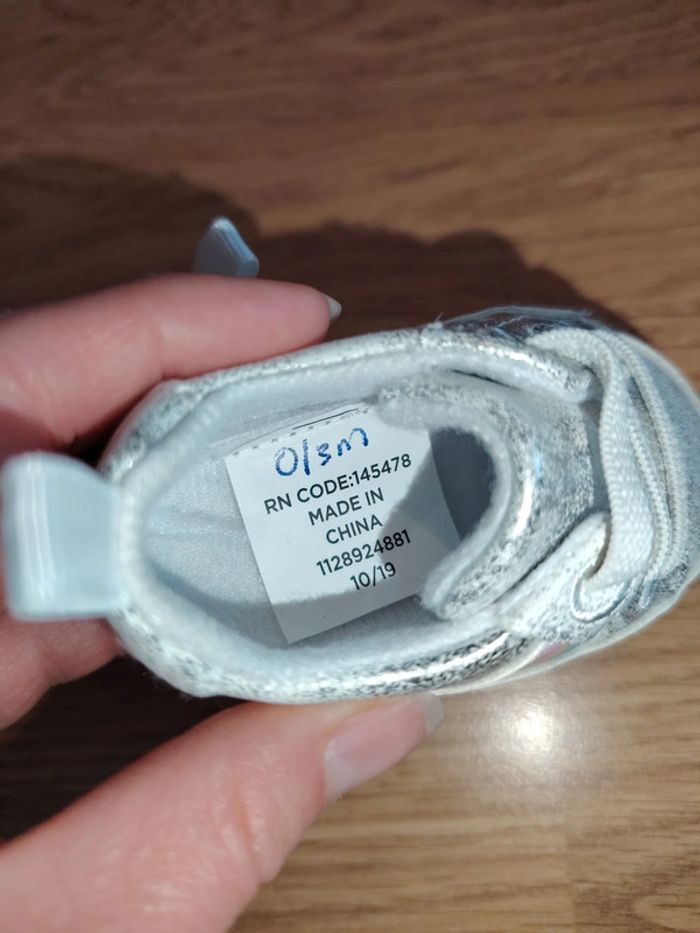 0/3m
RN CODE:145478
MADE IN
CHINA
1128924881
10/19